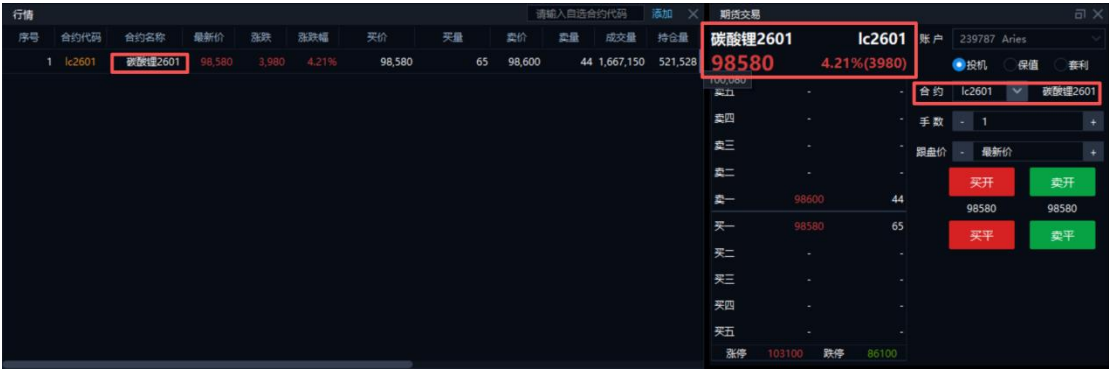 行情 请输入自选合约代码 添加
序号 合约代码 合约名称 最新价 涨跌 涨跌幅 买价 买量 卖价 卖量 成交量 持仓量
1 lc2601 碳酸锂2601 98,580 3,980 4.21% 98,580 65 98,600 44 1,667,150 521,528
期货交易
碳酸锂2601 lc2601
98580 4.21%(3980)
100,080
卖五 - -
卖四 - -
卖三 - -
卖二 - -
卖一 98600 44
买一 98580 65
买二 - -
买三 - -
买四 - -
买五 - -
涨停 103100 跌停 86100
账户 239787 Aries
投机 保值 套利
合约 lc2601 碳酸锂2601
手数 - 1 +
跟盘价 - 最新价 +
买开 卖开
98580 98580
买平 卖平